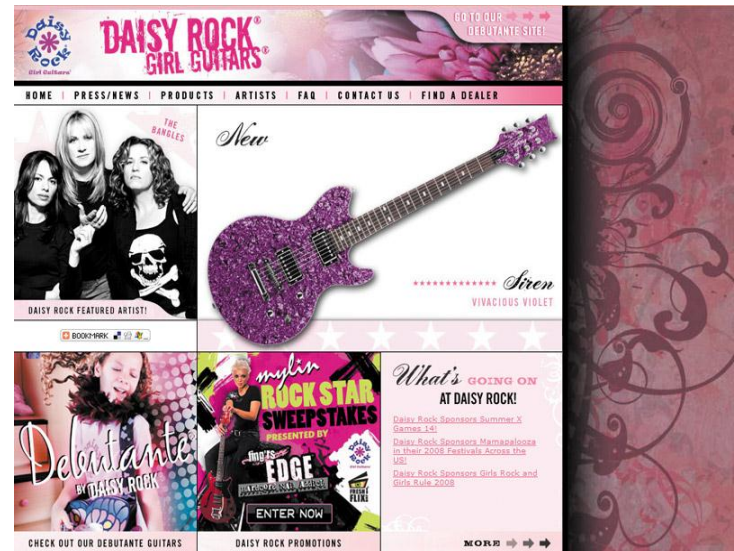 Daisy
Rock
Girl Guitars®
DAISY ROCK®
GIRL GUITARS®
GO TO OUR
DEBUTANTE SITE!
HOME | PRESS/NEWS | PRODUCTS | ARTISTS | FAQ | CONTACT US | FIND A DEALER
THE
BANGLES
DAISY ROCK FEATURED ARTIST!
New
Siren
VIVACIOUS VIOLET
BOOKMARK
Debutante
BY DAISY ROCK
CHECK OUT OUR DEBUTANTE GUITARS
mylin
ROCK STAR
SWEEPSTAKES
PRESENTED BY
Daisy
Rock
EDGE
ENTER NOW
DAISY ROCK PROMOTIONS
What's GOING ON
AT DAISY ROCK!
Daisy Rock Sponsors Summer X
Games 14!
Daisy Rock Sponsors Mamapalooza
in their 2008 Festivals Across the
US!
Daisy Rock Sponsors Girls Rock and
Girls Rule 2008
MORE